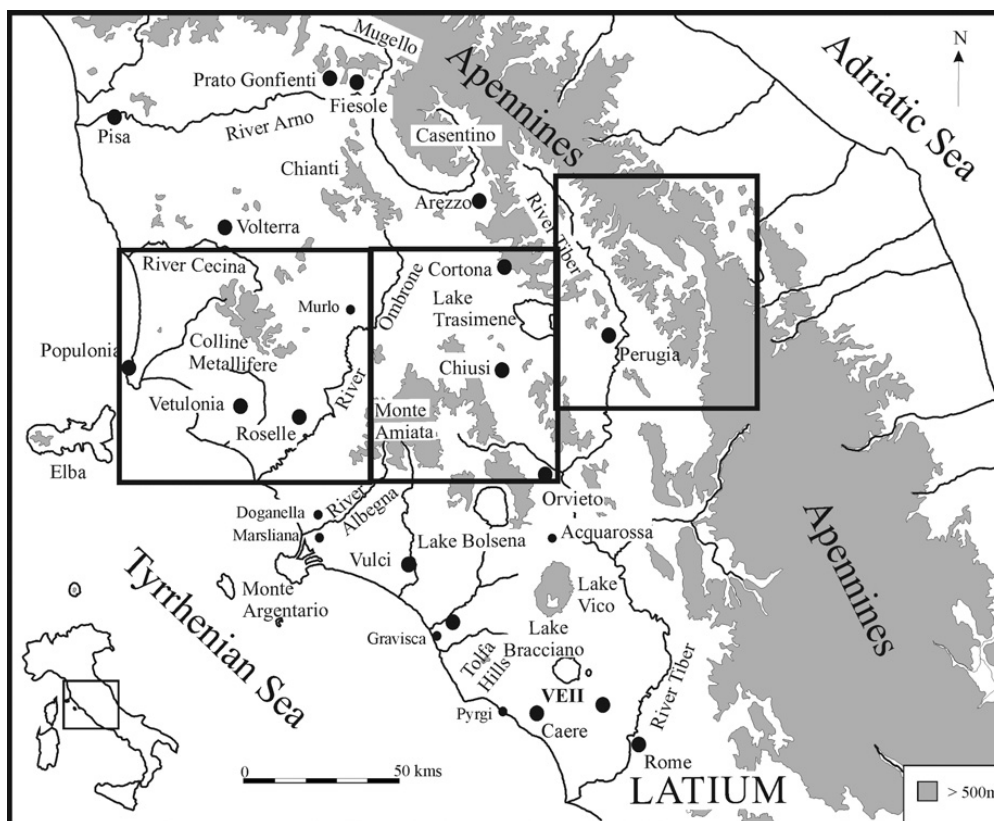 Mugello
Apennines
Adriatic Sea
N
Prato Gonfienti
Fiesole
Pisa
River Arno
Casentino
Chianti
Arezzo
River Tiber
Volterra
River Cecina
Ombrone
Cortona
Murlo
Lake
Trasimene
Populonia
Colline
Metallifere
Perugia
Chiusi
Vetulonia
River
Roselle
Monte
Amiata
Elba
Orvieto
Doganella
River
Albegna
Marsliana
Lake Bolsena
Acquarossa
Vulci
Tyrrhenian Sea
Monte
Argentario
Lake
Vico
Apennines
Gravisca
Tolfa
Hills
Lake
Bracciano
VEII
River Tiber
Pyrgi
Caere
Rome
0
50 kms
LATIUM
> 500m